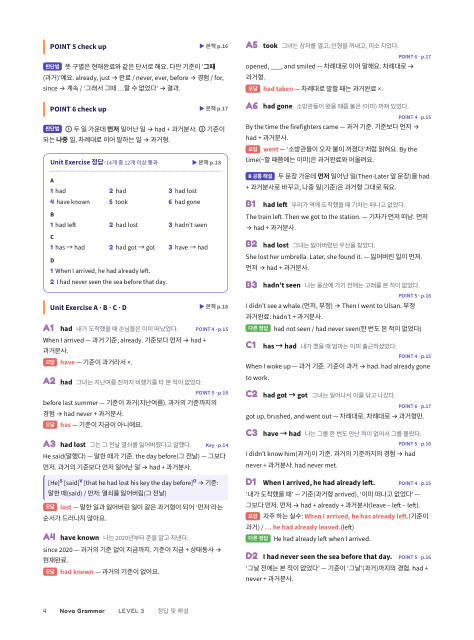 POINT 5 check up ▶ 본책 p.16
판단법 뜻 구별은 현재완료와 같은 단서로 해요. 다만 기준이 '그때
(과거)'예요. already, just → 완료 / never, ever, before → 경험 / for,
since → 계속 / '그래서 그때 …할 수 없었다' → 결과.
POINT 6 check up ▶ 본책 p.17
판단법 ① 두 일 가운데 먼저 일어난 일 → had + 과거분사. ② 기준이
되는 나중 일, 차례대로 이어 말하는 일 → 과거형.
Unit Exercise 정답 · 14개 중 12개 이상 통과 ▶ 본책 p.18
A
1 had 2 had 3 had lost
4 have known 5 took 6 had gone
B
1 had left 2 had lost 3 hadn't seen
C
1 has → had 2 had got → got 3 have → had
D
1 When I arrived, he had already left.
2 I had never seen the sea before that day.
Unit Exercise A · B · C · D ▶ 본책 p.18
A1 had 내가 도착했을 때 손님들은 이미 떠났었다. POINT 4 · p.15
When I arrived — 과거 기준. already. 기준보다 먼저 → had +
과거분사.
오답 have — 기준이 과거라서 ×.
A2 had 그녀는 지난여름 전까지 비행기를 타 본 적이 없었다.
POINT 5 · p.16
before last summer — 기준이 과거(지난여름). 과거의 기준까지의
경험 → had never + 과거분사.
오답 has — 기준이 지금이 아니에요.
A3 had lost 그는 그 전날 열쇠를 잃어버렸다고 말했다. Key · p.14
He said(말했다) — 말한 때가 기준. the day before(그 전날) — 그보다
먼저. 과거의 기준보다 먼저 일어난 일 → had + 과거분사.
[He]S [said]V [that he had lost his key the day before]O → 기준:
말한 때(said) / 먼저: 열쇠를 잃어버림(그 전날)
오답 lost — 말한 일과 잃어버린 일이 같은 과거형이 되어 '먼저'라는
순서가 드러나지 않아요.
A4 have known 나는 2020년부터 준을 알고 지낸다.
since 2020 — 과거의 기준 없이 지금까지. 기준이 지금 + 상태동사 →
현재완료.
오답 had known — 과거의 기준이 없어요.
A5 took 그녀는 상자를 열고, 인형을 꺼내고, 미소 지었다.
POINT 6 · p.17
opened, ___, and smiled — 차례대로 이어 말해요. 차례대로 →
과거형.
오답 had taken — 차례대로 말할 때는 과거완료 ×.
A6 had gone 소방관들이 왔을 때쯤 불은 (이미) 꺼져 있었다.
POINT 4 · p.15
By the time the firefighters came — 과거 기준. 기준보다 먼저 →
had + 과거분사.
By the
time(~할 때쯤에는 이미)은 과거완료와 어울려요.
B 공통 해설 두 문장 가운데 먼저 일어난 일(Then·Later 앞 문장)을 had
+ 과거분사로 바꾸고, 나중 일(기준)은 과거형 그대로 둬요.
B1 had left 우리가 역에 도착했을 때 기차는 떠나고 없었다.
The train left. Then we got to the station. — 기차가 먼저 떠남. 먼저
→ had + 과거분사.
B2 had lost 그녀는 잃어버렸던 우산을 찾았다.
She lost her umbrella. Later, she found it. — 잃어버린 일이 먼저.
먼저 → had + 과거분사.
B3 hadn't seen 나는 울산에 가기 전에는 고래를 본 적이 없었다.
POINT 5 · p.16
I didn't see a whale.(먼저, 부정) → Then I went to Ulsan. 부정
과거완료: hadn't + 과거분사.
다른 정답 had not seen / had never seen(한 번도 본 적이 없었다)
C1 has → had 내가 깼을 때 엄마는 이미 출근하셨었다.
POINT 4 · p.15
When I woke up — 과거 기준. 기준이 과거 → had. had already gone
to work.
C2 had got → got 그는 일어나서 이를 닦고 나갔다.
POINT 6 · p.17
got up, brushed, and went out — 차례대로. 차례대로 → 과거형만.
C3 have → had 나는 그를 한 번도 만난 적이 없어서 그를 몰랐다.
POINT 5 · p.16
I didn't know him(과거)이 기준. 과거의 기준까지의 경험 → had
never + 과거분사. had never met.
D1 When I arrived, he had already left.
POINT 4 · p.15
'내가 도착했을 때' — 기준(과거형 arrived), '이미 떠나고 없었다' —
그보다 먼저. 먼저 → had + already + 과거분사(leave – left – left).
오답 자주 하는 실수: When I arrived, he has already left.(기준이
과거) / … he had already leaved.(left)
다른 정답 He had already left when I arrived.
D2 I had never seen the sea before that day. POINT 5 · p.16
'그날 전에는 본 적이 없었다' — 기준이 '그날'(과거)까지의 경험. had +
never + 과거분사.
4 Nova Grammar LEVEL 3 정답 및 해설